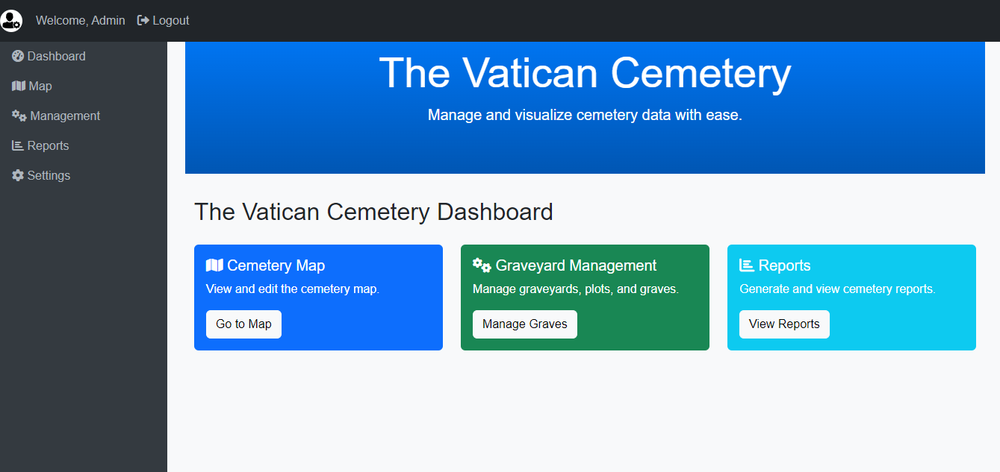 Welcome, Admin Logout
Dashboard
Map
Management
Reports
Settings
The Vatican Cemetery
Manage and visualize cemetery data with ease.
The Vatican Cemetery Dashboard
Cemetery Map
View and edit the cemetery map.
Go to Map
Graveyard Management
Manage graveyards, plots, and graves.
Manage Graves
Reports
Generate and view cemetery reports.
View Reports